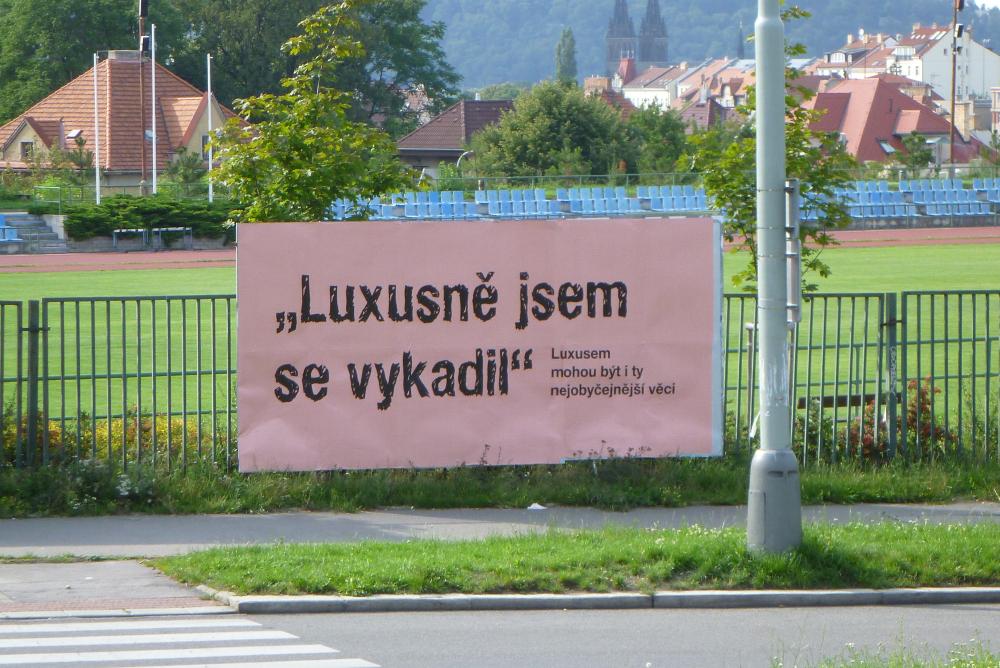 „Luxusně jsem
se vykadil“
Luxusem
mohou být i ty
nejobyčejnější věci